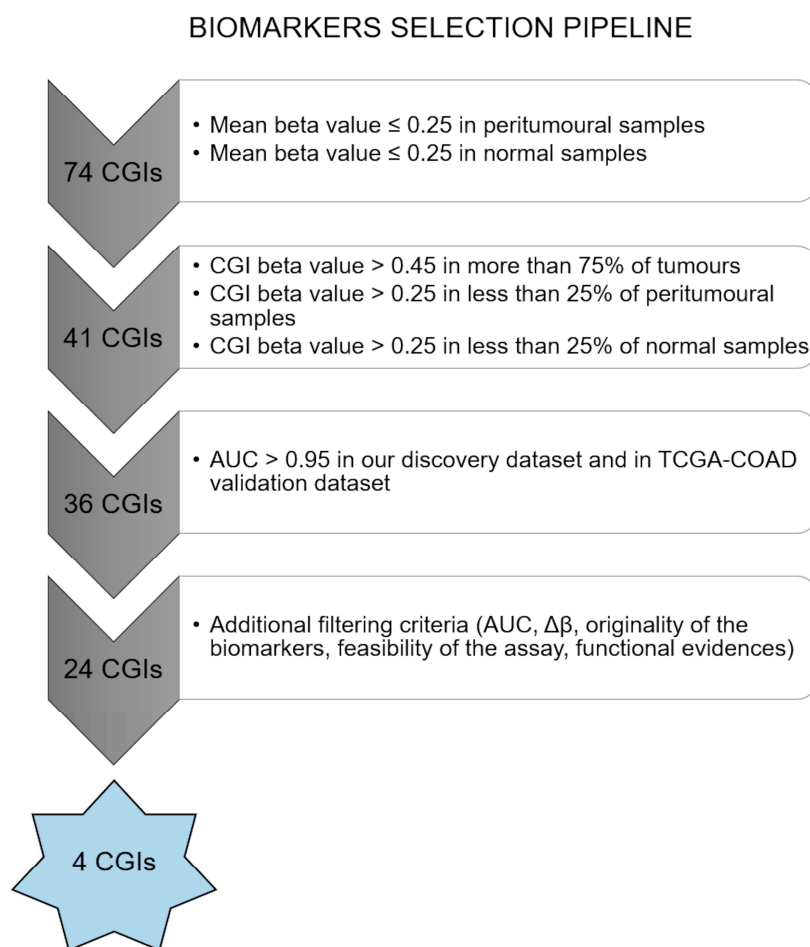 BIOMARKERS SELECTION PIPELINE
74 CGIs
• Mean beta value ≤ 0.25 in peritumoural samples
• Mean beta value ≤ 0.25 in normal samples
41 CGIs
• CGI beta value > 0.45 in more than 75% of tumours
• CGI beta value > 0.25 in less than 25% of peritumoural
samples
• CGI beta value > 0.25 in less than 25% of normal samples
36 CGIs
• AUC > 0.95 in our discovery dataset and in TCGA-COAD
validation dataset
24 CGIs
• Additional filtering criteria (AUC, Δβ, originality of the
biomarkers, feasibility of the assay, functional evidences)
4 CGIs